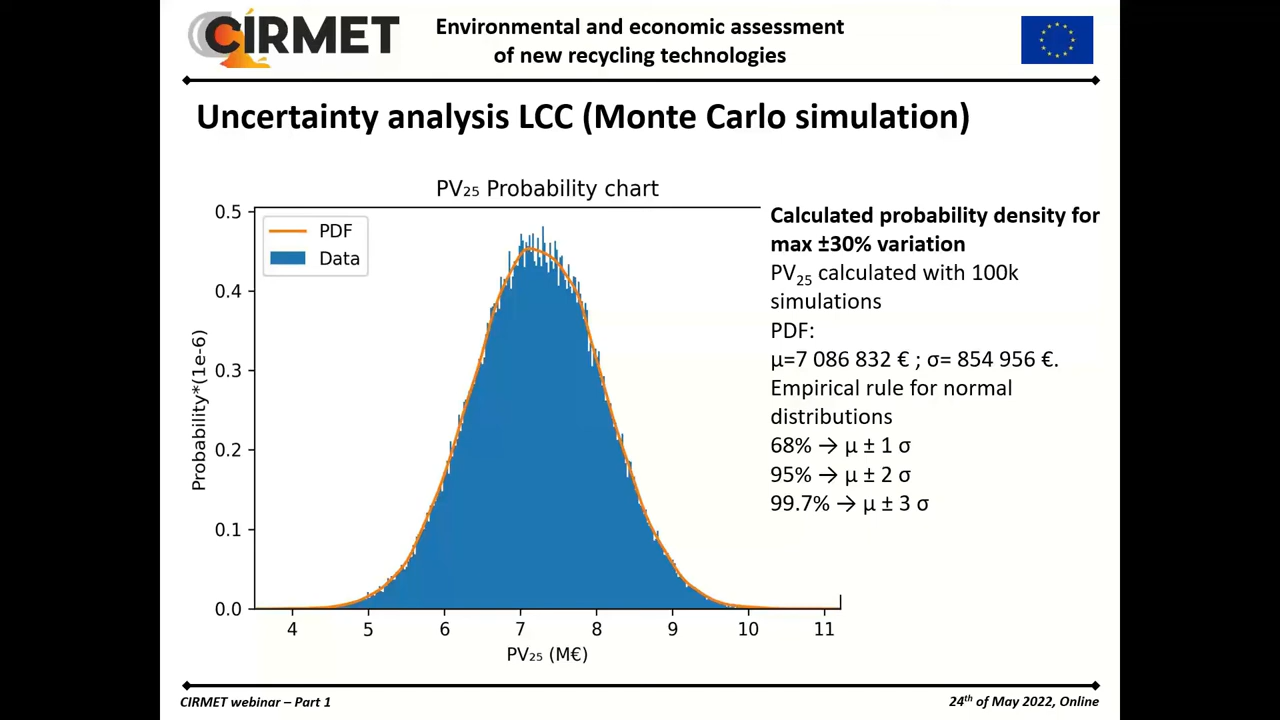 CIRMET
Environmental and economic assessment
of new recycling technologies
Uncertainty analysis LCC (Monte Carlo simulation)
PV₂₅ Probability chart
PDF
Data
Probability*(1e-6)
0.5
0.4
0.3
0.2
0.1
0.0
4 5 6 7 8 9 10 11
PV₂₅ (M€)
Calculated probability density for
max ±30% variation
PV₂₅ calculated with 100k
simulations
PDF:
μ=7 086 832 € ; σ= 854 956 €.
Empirical rule for normal
distributions
68% → μ ± 1 σ
95% → μ ± 2 σ
99.7% → μ ± 3 σ
CIRMET webinar – Part 1
24th of May 2022, Online